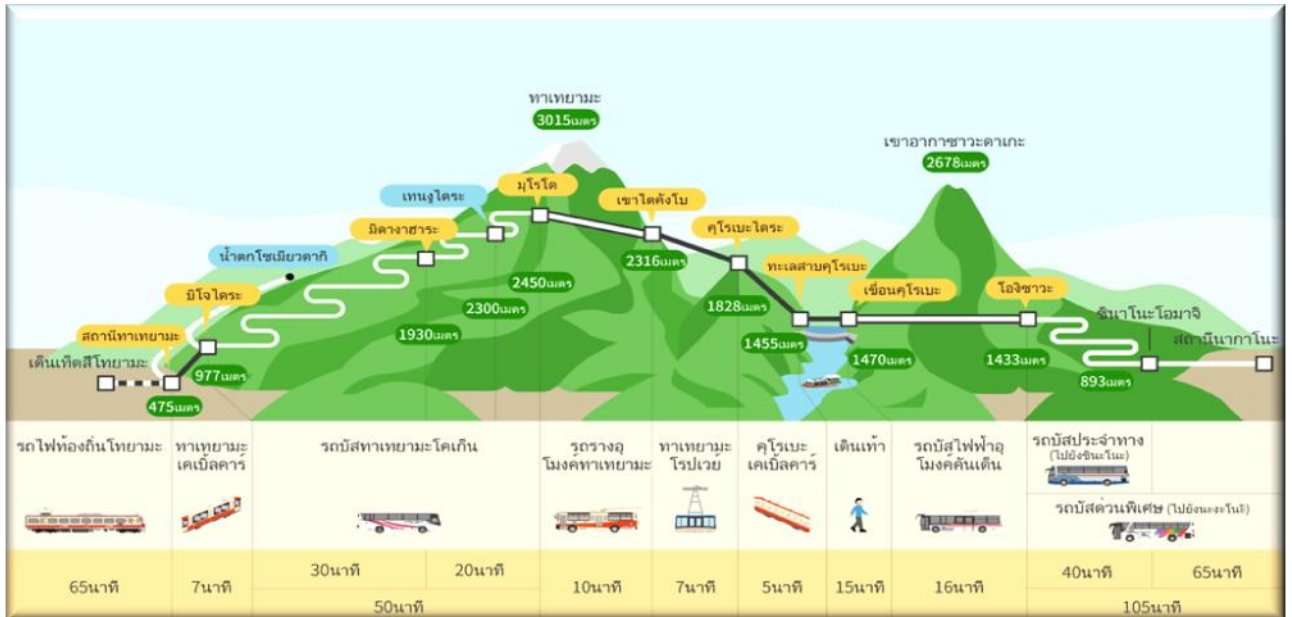 ทาเทยามะ
3015เมตร
เขาอากาซาวะดาเกะ
2678เมตร
มุโรโด
เทนงูไดระ
เขาไดคังโบ
มิดางาฮาระ
คุโรเบะไดระ
น้ำตกโชเมียวดากิ
2316เมตร
ทะเลสาบคุโรเบะ
2450เมตร
บิโจไดระ
1828เมตร
เขื่อนคุโรเบะ
โองิซาวะ
2300เมตร
ชินาโนะโอมาจิ
สถานีทาเทยามะ
1930เมตร
สถานีนากาโนะ
1455เมตร
เด็นเท็ตสึโทยามะ
1470เมตร
1433เมตร
977เมตร
893เมตร
475เมตร
รถไฟท้องถิ่นโทยามะ
ทาเทยามะ
เคเบิ้ลคาร์
รถบัสทาเทยามะโคเก็น
รถรางอุ
โมงค์ทาเทยามะ
ทาเทยามะ
โรปเวย์
คุโรเบะ
เคเบิ้ลคาร์
เดินเท้า
รถบัสไฟฟ้าอุ
โมงค์คันเด็น
รถบัสประจำทาง
(ไปยังชินะโนะ)
รถบัสด่วนพิเศษ (ไปยังนะงะโนะ)
65นาที
7นาที
30นาที
20นาที
50นาที
10นาที
7นาที
5นาที
15นาที
16นาที
40นาที
65นาที
105นาที